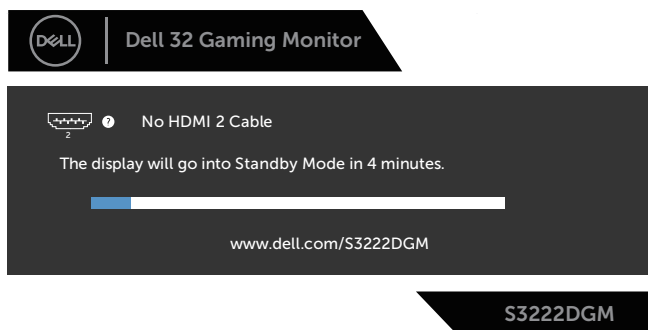 DELL
Dell 32 Gaming Monitor
? No HDMI 2 Cable
2
The display will go into Standby Mode in 4 minutes.
www.dell.com/S3222DGM
S3222DGM